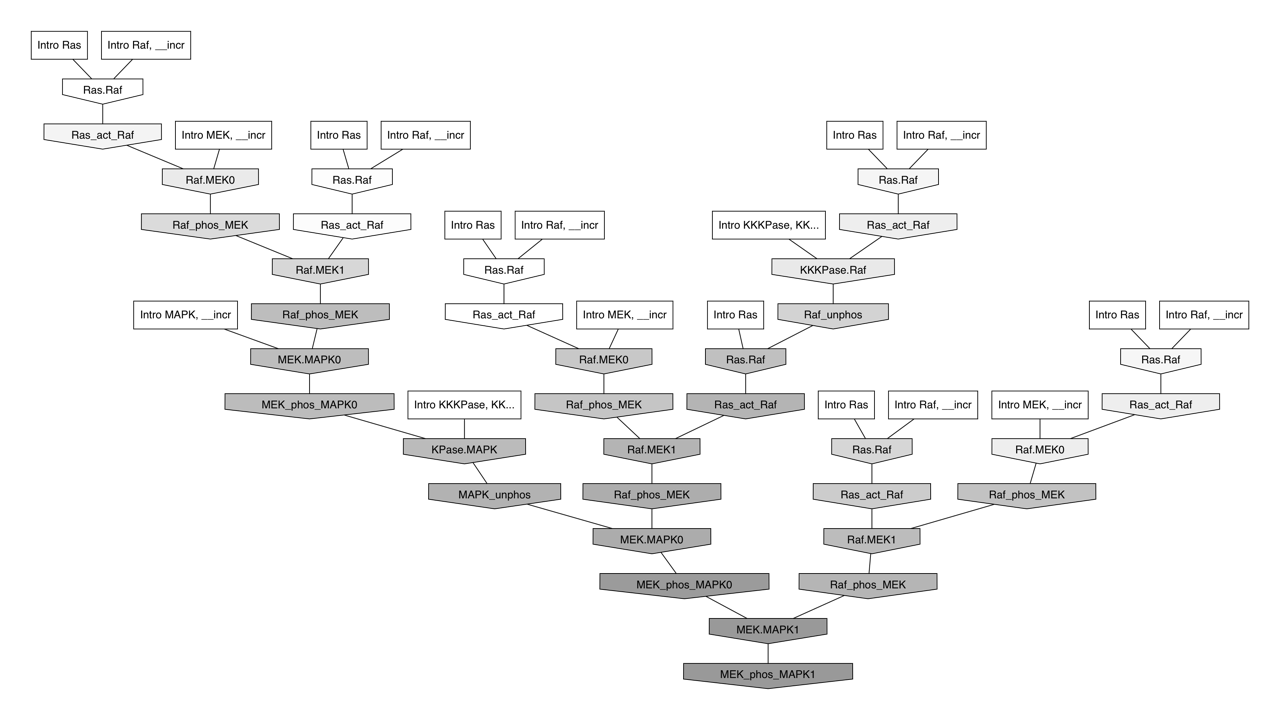 Intro Ras
Intro Raf, __incr
Ras.Raf
Ras_act_Raf
Intro MEK, __incr
Intro Ras
Intro Raf, __incr
Intro Ras
Intro Raf, __incr
Raf.MEK0
Ras.Raf
Ras.Raf
Raf_phos_MEK
Ras_act_Raf
Intro Ras
Intro Raf, __incr
Intro KKKPase, KK...
Ras_act_Raf
Raf.MEK1
Ras.Raf
KKKPase.Raf
Intro MAPK, __incr
Raf_phos_MEK
Ras_act_Raf
Intro MEK, __incr
Intro Ras
Raf_unphos
Intro Ras
Intro Raf, __incr
MEK.MAPK0
Raf.MEK0
Ras.Raf
Ras.Raf
MEK_phos_MAPK0
Intro KKKPase, KK...
Raf_phos_MEK
Ras_act_Raf
Intro Ras
Intro Raf, __incr
Intro MEK, __incr
Ras_act_Raf
KPase.MAPK
Raf.MEK1
Ras.Raf
Raf.MEK0
MAPK_unphos
Raf_phos_MEK
Ras_act_Raf
Raf_phos_MEK
MEK.MAPK0
Raf.MEK1
MEK_phos_MAPK0
Raf_phos_MEK
MEK.MAPK1
MEK_phos_MAPK1